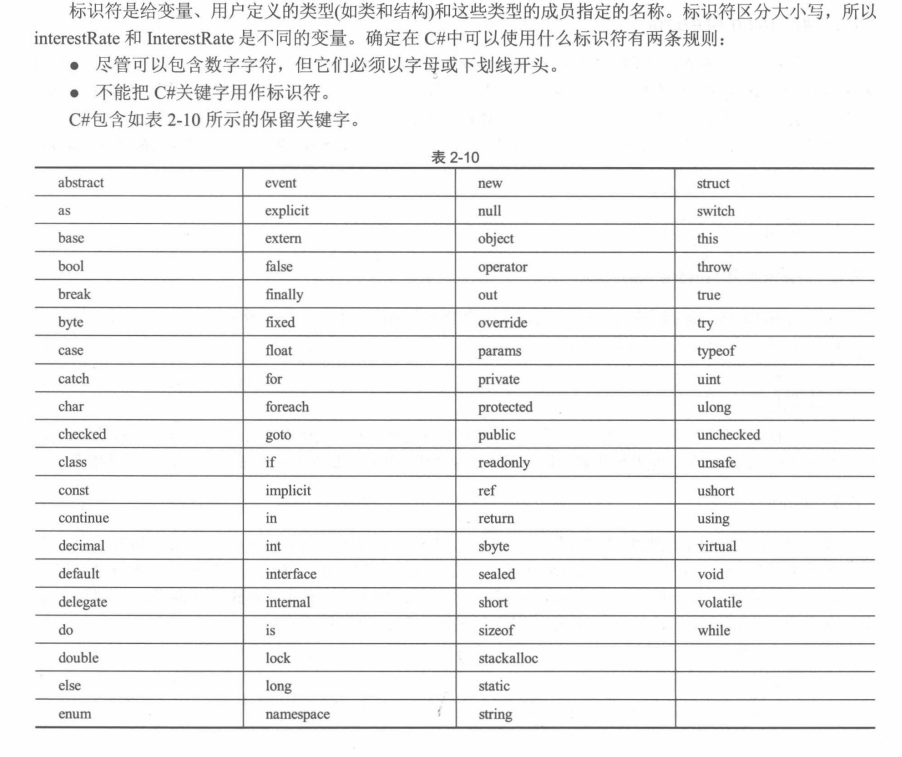 标识符是给变量、用户定义的类型(如类和结构)和这些类型的成员指定的名称。标识符区分大小写，所以
interestRate 和 InterestRate 是不同的变量。确定在 C#中可以使用什么标识符有两条规则：
● 尽管可以包含数字字符，但它们必须以字母或下划线开头。
● 不能把 C#关键字用作标识符。
C#包含如表 2-10 所示的保留关键字。
表 2-10
abstract event new struct
as explicit null switch
base extern object this
bool false operator throw
break finally out true
byte fixed override try
case float params typeof
catch for private uint
char foreach protected ulong
checked goto public unchecked
class if readonly unsafe
const implicit ref ushort
continue in return using
decimal int sbyte virtual
default interface sealed void
delegate internal short volatile
do is sizeof while
double lock stackalloc
else long static
enum namespace string